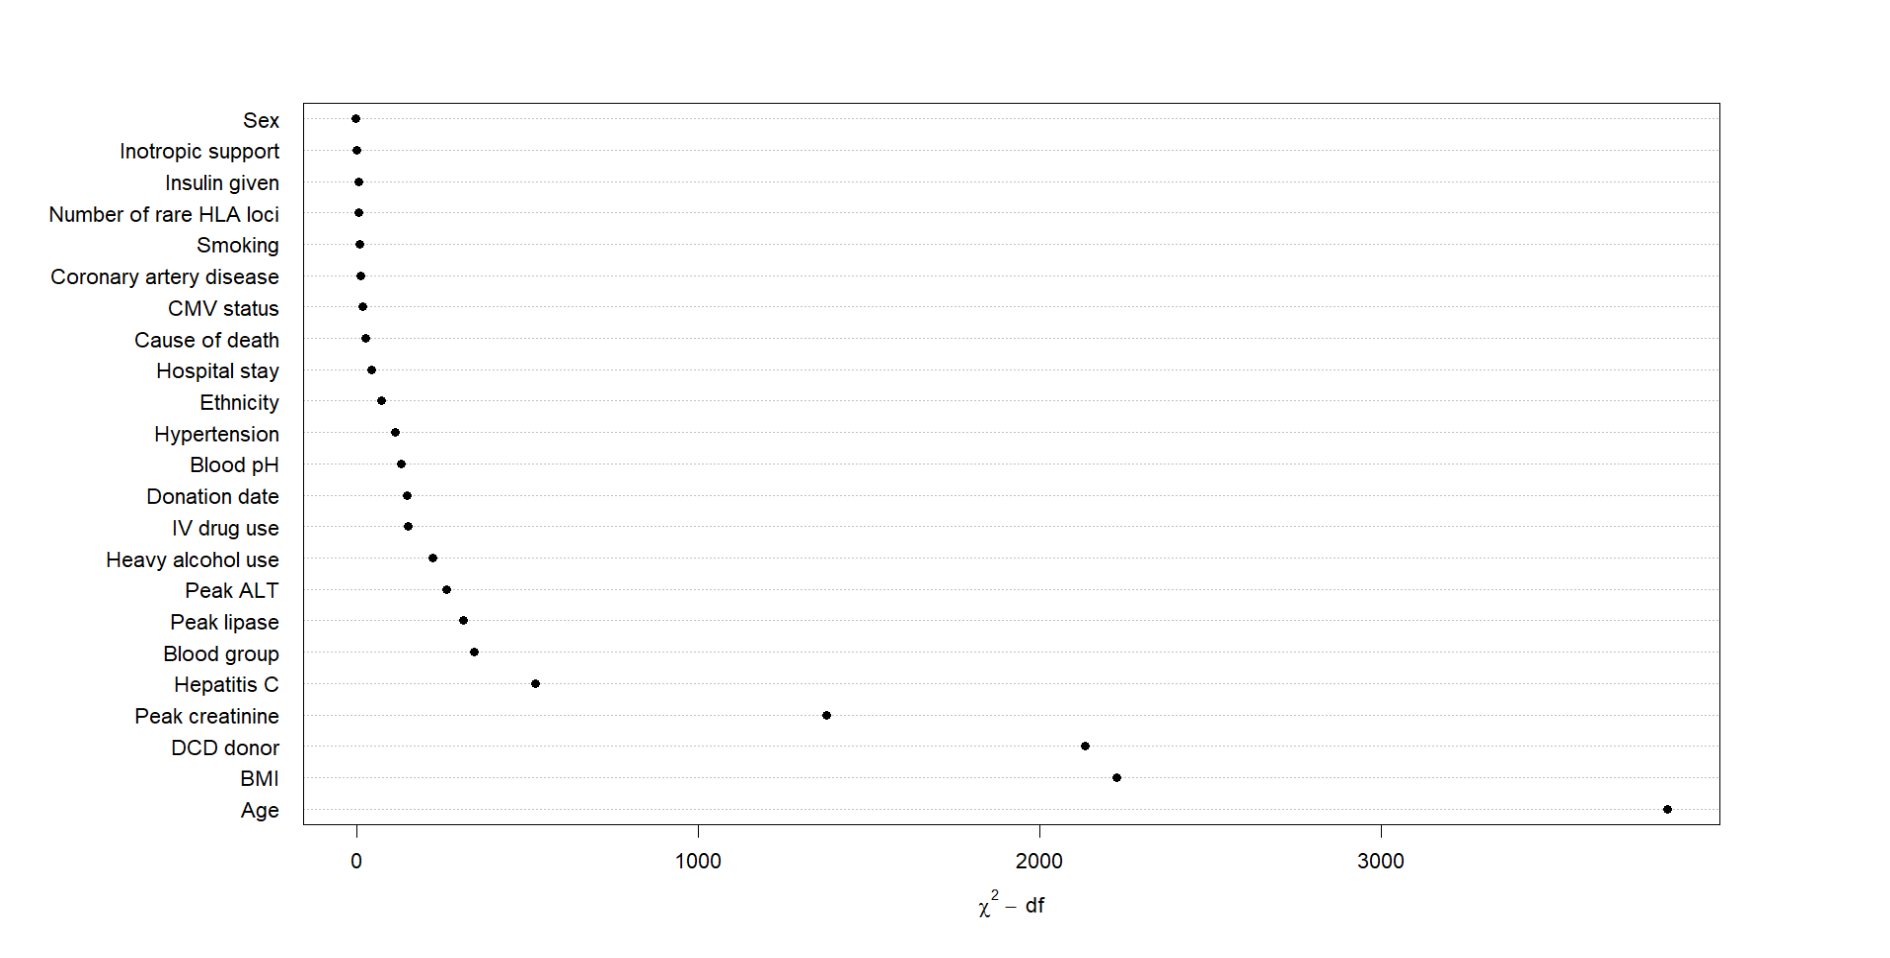 Sex
Inotropic support
Insulin given
Number of rare HLA loci
Smoking
Coronary artery disease
CMV status
Cause of death
Hospital stay
Ethnicity
Hypertension
Blood pH
Donation date
IV drug use
Heavy alcohol use
Peak ALT
Peak lipase
Blood group
Hepatitis C
Peak creatinine
DCD donor
BMI
Age
0 1000 2000 3000
χ² − df